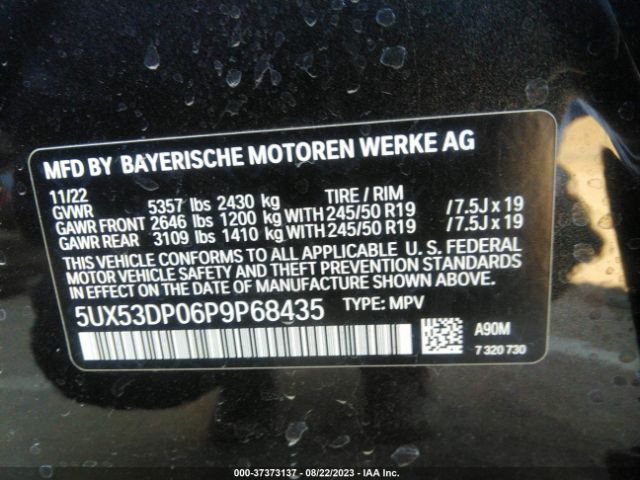 MFD BY BAYERISCHE MOTOREN WERKE AG
11/22
GVWR 5357 lbs 2430 kg TIRE / RIM
GAWR FRONT 2646 lbs 1200 kg WITH 245/50 R19 /7.5J x 19
GAWR REAR 3109 lbs 1410 kg WITH 245/50 R19 /7.5J x 19
THIS VEHICLE CONFORMS TO ALL APPLICABLE U. S. FEDERAL
MOTOR VEHICLE SAFETY AND THEFT PREVENTION STANDARDS
IN EFFECT ON THE DATE OF MANUFACTURE SHOWN ABOVE.
5UX53DP06P9P68435 TYPE: MPV
A90M
7 320 730
000-37373137 - 08/22/2023 - IAA Inc.